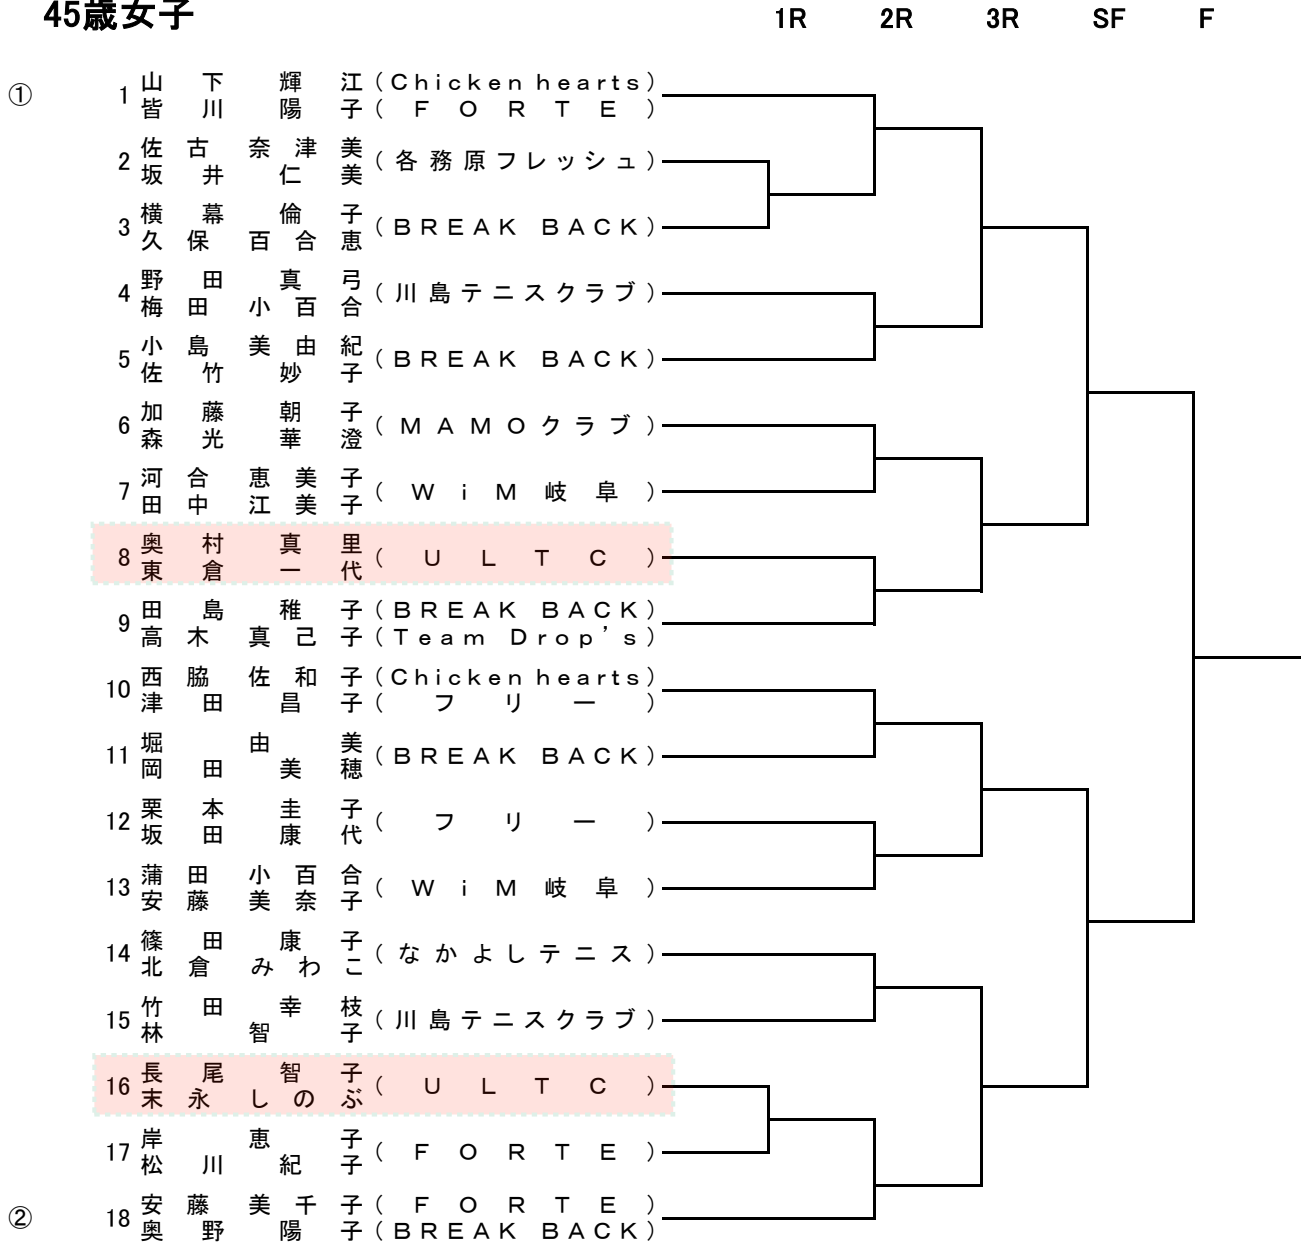 45歳女子 1R 2R 3R SF F
① 1 山下輝江 (Chicken hearts)
皆川陽子 (FORTE)
2 佐古奈津美 (各務原フレッシュ)
坂井仁美
3 横幕倫子 (BREAK BACK)
久保百合恵
4 野田真弓 (川島テニスクラブ)
梅田小百合
5 小島美由紀 (BREAK BACK)
佐竹妙子
6 加藤朝子 (MAMOクラブ)
森光華澄
7 河合恵美子 (WiM岐阜)
田中江美子
8 奥村真里 (ULTC)
東倉一代
9 田島稚子 (BREAK BACK)
高木真己子 (Team Drop's)
10 西脇佐和子 (Chicken hearts)
津田昌子 (フリー)
11 堀由美 (BREAK BACK)
岡田美穂
12 栗本圭子 (フリー)
坂田康代
13 蒲田小百合 (WiM岐阜)
安藤美奈子
14 篠田康子 (なかよしテニス)
北倉みわこ
15 竹田幸枝 (川島テニスクラブ)
林智子
16 長尾智子 (ULTC)
末永しのぶ
17 岸恵子 (FORTE)
松川紀子
② 18 安藤美千子 (FORTE)
奥野陽子 (BREAK BACK)